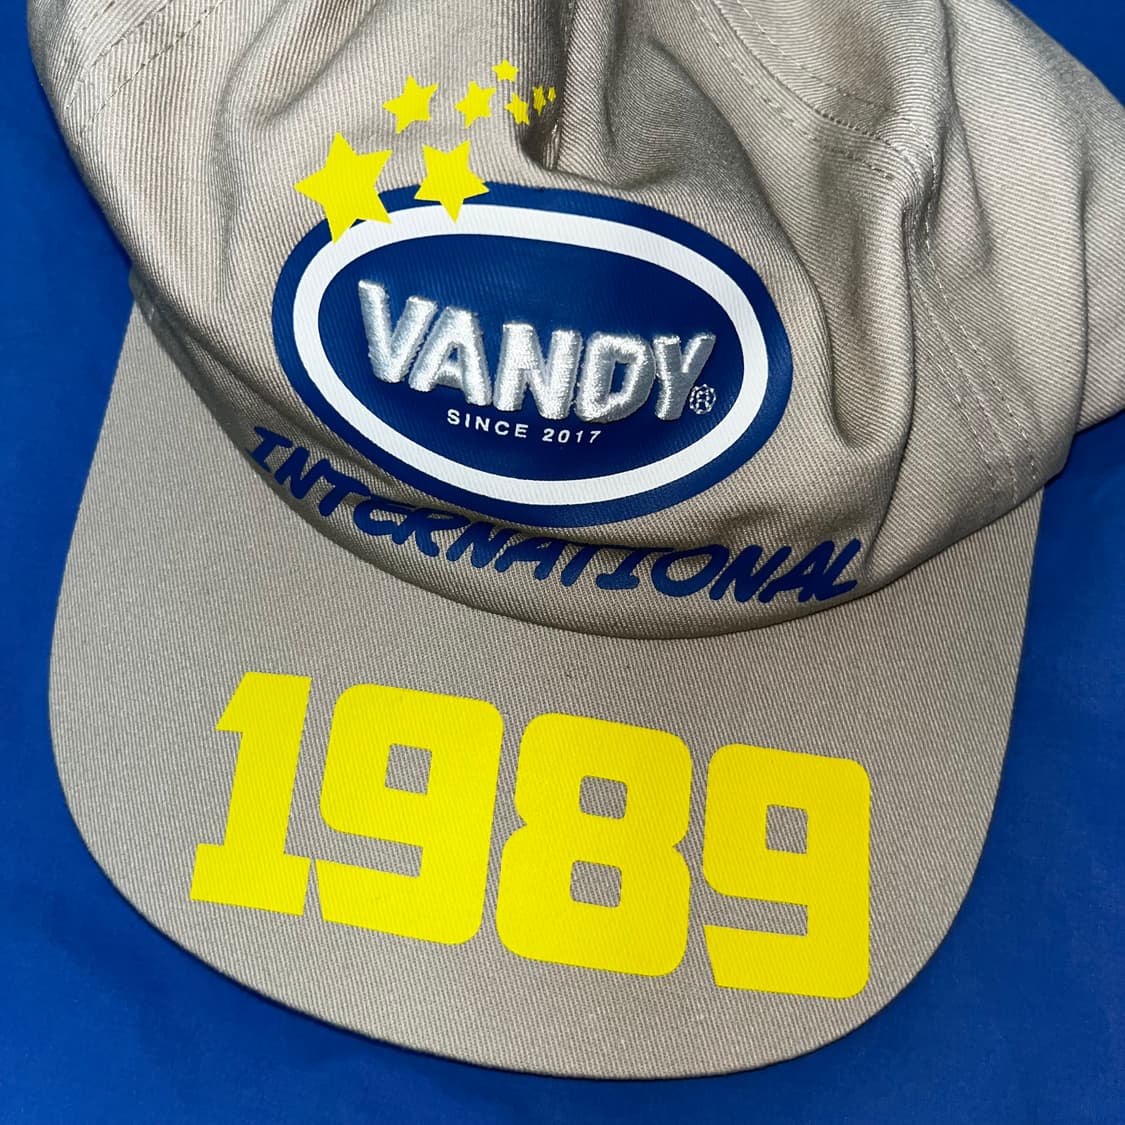 VANDY®
SINCE 2017
INTERNATIONAL
1989